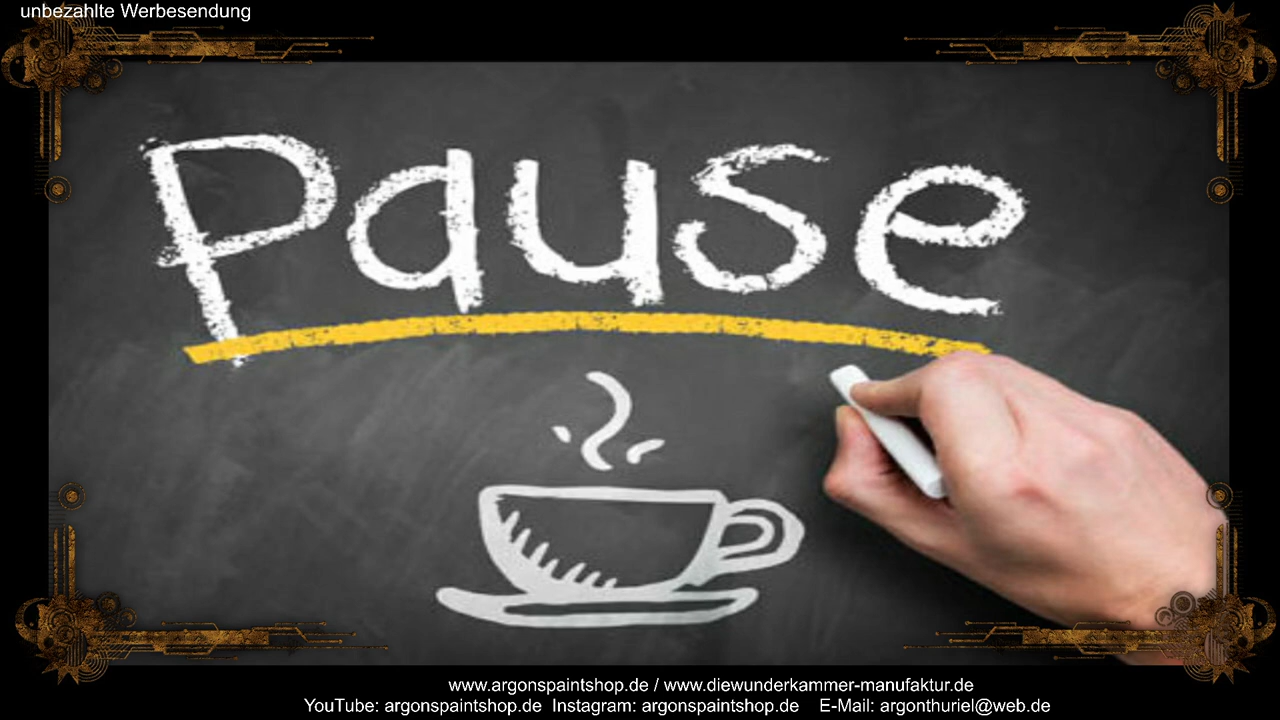 unbezahlte Werbesendung
Pause
www.argonspaintshop.de / www.diewunderkammer-manufaktur.de
YouTube: argonspaintshop.de Instagram: argonspaintshop.de E-Mail: argonthuriel@web.de